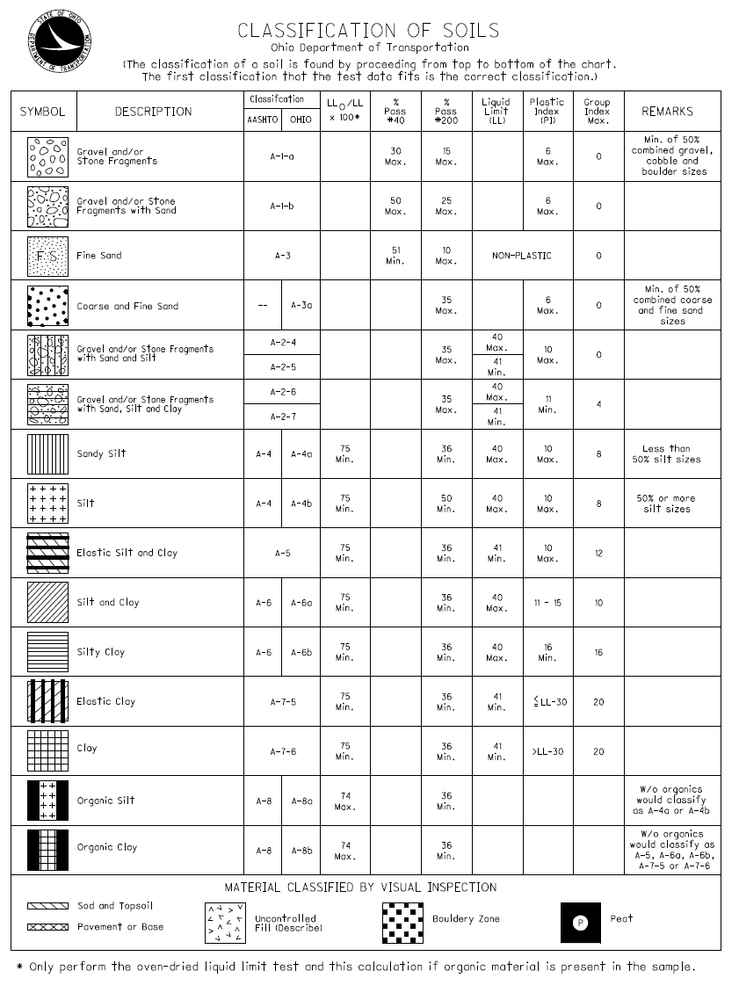 STATE OF OHIO
DEPARTMENT OF TRANSPORTATION
CLASSIFICATION OF SOILS
Ohio Department of Transportation
(The classification of a soil is found by proceeding from top to bottom of the chart.
The first classification that the test data fits is the correct classification.)
SYMBOL DESCRIPTION Classifcation AASHTO OHIO LLO/LL x 100* % Pass #40 % Pass #200 Liquid Limit (LL) Plastic Index (PI) Group Index Max. REMARKS
Gravel and/or Stone Fragments A-1-a 30 Max. 15 Max. 6 Max. 0 Min. of 50% combined gravel, cobble and boulder sizes
Gravel and/or Stone Fragments with Sand A-1-b 50 Max. 25 Max. 6 Max. 0
FS Fine Sand A-3 51 Min. 10 Max. NON-PLASTIC 0
Coarse and Fine Sand -- A-3a 35 Max. 6 Max. 0 Min. of 50% combined coarse and fine sand sizes
Gravel and/or Stone Fragments with Sand and Silt A-2-4 A-2-5 35 Max. 40 Max. 41 Min. 10 Max. 0
Gravel and/or Stone Fragments with Sand, Silt and Clay A-2-6 A-2-7 35 Max. 40 Max. 41 Min. 11 Min. 4
Sandy Silt A-4 A-4a 75 Min. 36 Min. 40 Max. 10 Max. 8 Less than 50% silt sizes
Silt A-4 A-4b 75 Min. 50 Min. 40 Max. 10 Max. 8 50% or more silt sizes
Elastic Silt and Clay A-5 75 Min. 36 Min. 41 Min. 10 Max. 12
Silt and Clay A-6 A-6a 75 Min. 36 Min. 40 Max. 11 - 15 10
Silty Clay A-6 A-6b 75 Min. 36 Min. 40 Max. 16 Min. 16
Elastic Clay A-7-5 75 Min. 36 Min. 41 Min. ≦LL-30 20
Clay A-7-6 75 Min. 36 Min. 41 Min. >LL-30 20
Organic Silt A-8 A-8a 74 Max. 36 Min. W/o organics would classify as A-4a or A-4b
Organic Clay A-8 A-8b 74 Max. 36 Min. W/o organics would classify as A-5, A-6a, A-6b, A-7-5 or A-7-6
MATERIAL CLASSIFIED BY VISUAL INSPECTION
Sod and Topsoil
Pavement or Base
Uncontrolled
Fill (Describe)
Bouldery Zone
P Peat
* Only perform the oven-dried liquid limit test and this calculation if organic material is present in the sample.